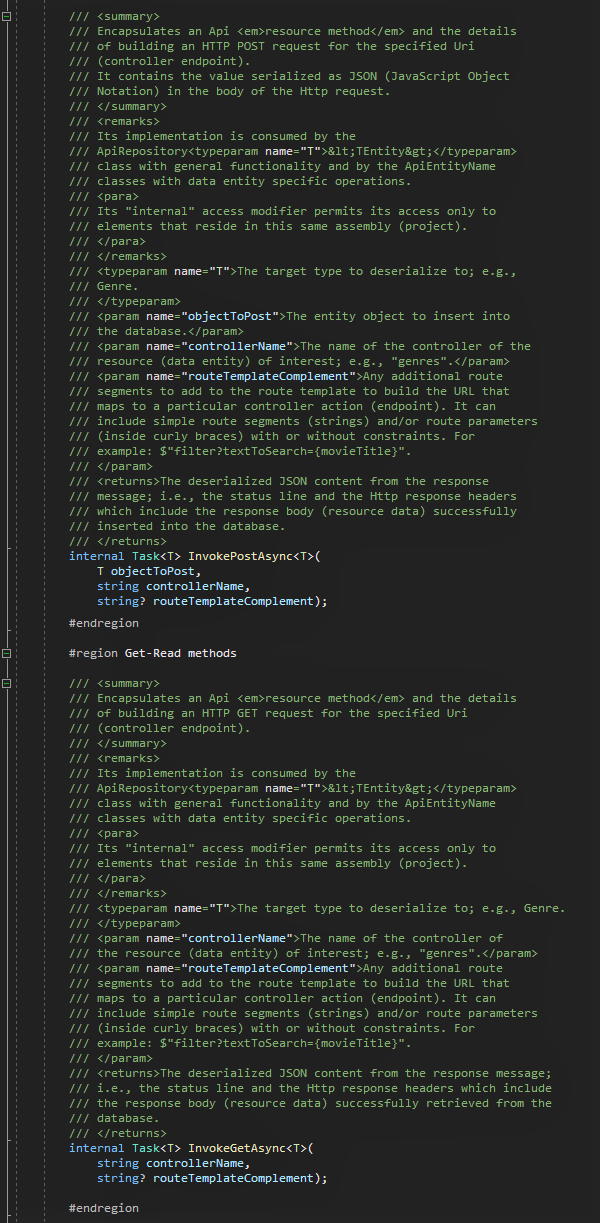 /// <summary>
/// Encapsulates an Api <em>resource method</em> and the details
/// of building an HTTP POST request for the specified Uri
/// (controller endpoint).
/// It contains the value serialized as JSON (JavaScript Object
/// Notation) in the body of the Http request.
/// </summary>
/// <remarks>
/// Its implementation is consumed by the
/// ApiRepository<typeparam name="T">&lt;TEntity&gt;</typeparam>
/// class with general functionality and by the ApiEntityName
/// classes with data entity specific operations.
/// <para>
/// Its "internal" access modifier permits its access only to
/// elements that reside in this same assembly (project).
/// </para>
/// </remarks>
/// <typeparam name="T">The target type to deserialize to; e.g.,
/// Genre.
/// </typeparam>
/// <param name="objectToPost">The entity object to insert into
/// the database.</param>
/// <param name="controllerName">The name of the controller of the
/// resource (data entity) of interest; e.g., "genres".</param>
/// <param name="routeTemplateComplement">Any additional route
/// segments to add to the route template to build the URL that
/// maps to a particular controller action (endpoint). It can
/// include simple route segments (strings) and/or route parameters
/// (inside curly braces) with or without constraints. For
/// example: $"filter?textToSearch={movieTitle}".
/// </param>
/// <returns>The deserialized JSON content from the response
/// message; i.e., the status line and the Http response headers
/// which include the response body (resource data) successfully
/// inserted into the database.
/// </returns>
internal Task<T> InvokePostAsync<T>(
T objectToPost,
string controllerName,
string? routeTemplateComplement);
#endregion
#region Get-Read methods
/// <summary>
/// Encapsulates an Api <em>resource method</em> and the details
/// of building an HTTP GET request for the specified Uri
/// (controller endpoint).
/// </summary>
/// <remarks>
/// Its implementation is consumed by the
/// ApiRepository<typeparam name="T">&lt;TEntity&gt;</typeparam>
/// class with general functionality and by the ApiEntityName
/// classes with data entity specific operations.
/// <para>
/// Its "internal" access modifier permits its access only to
/// elements that reside in this same assembly (project).
/// </para>
/// </remarks>
/// <typeparam name="T">The target type to deserialize to; e.g., Genre.
/// </typeparam>
/// <param name="controllerName">The name of the controller of
/// the resource (data entity) of interest; e.g., "genres".</param>
/// <param name="routeTemplateComplement">Any additional route
/// segments to add to the route template to build the URL that
/// maps to a particular controller action (endpoint). It can
/// include simple route segments (strings) and/or route parameters
/// (inside curly braces) with or without constraints. For
/// example: $"filter?textToSearch={movieTitle}".
/// </param>
/// <returns>The deserialized JSON content from the response message;
/// i.e., the status line and the Http response headers which include
/// the response body (resource data) successfully retrieved from the
/// database.
/// </returns>
internal Task<T> InvokeGetAsync<T>(
string controllerName,
string? routeTemplateComplement);
#endregion